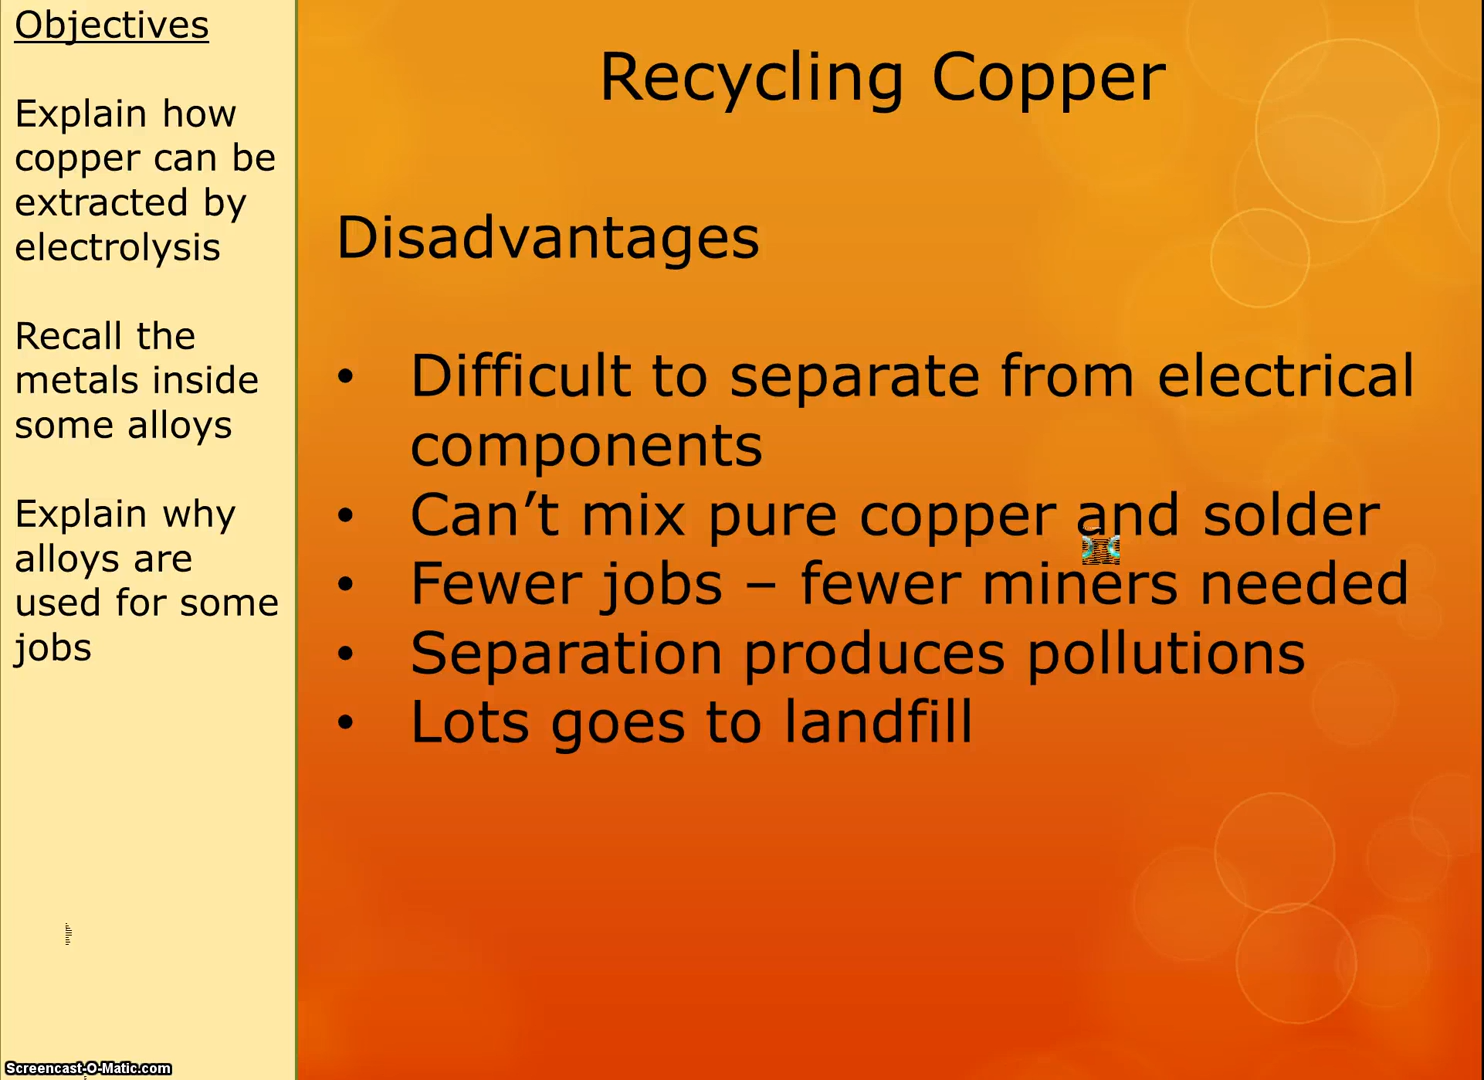 Objectives
Explain how
copper can be
extracted by
electrolysis
Recall the
metals inside
some alloys
Explain why
alloys are
used for some
jobs
Recycling Copper
Disadvantages
• Difficult to separate from electrical
components
• Can’t mix pure copper and solder
• Fewer jobs – fewer miners needed
• Separation produces pollutions
• Lots goes to landfill
Screencast-O-Matic.com